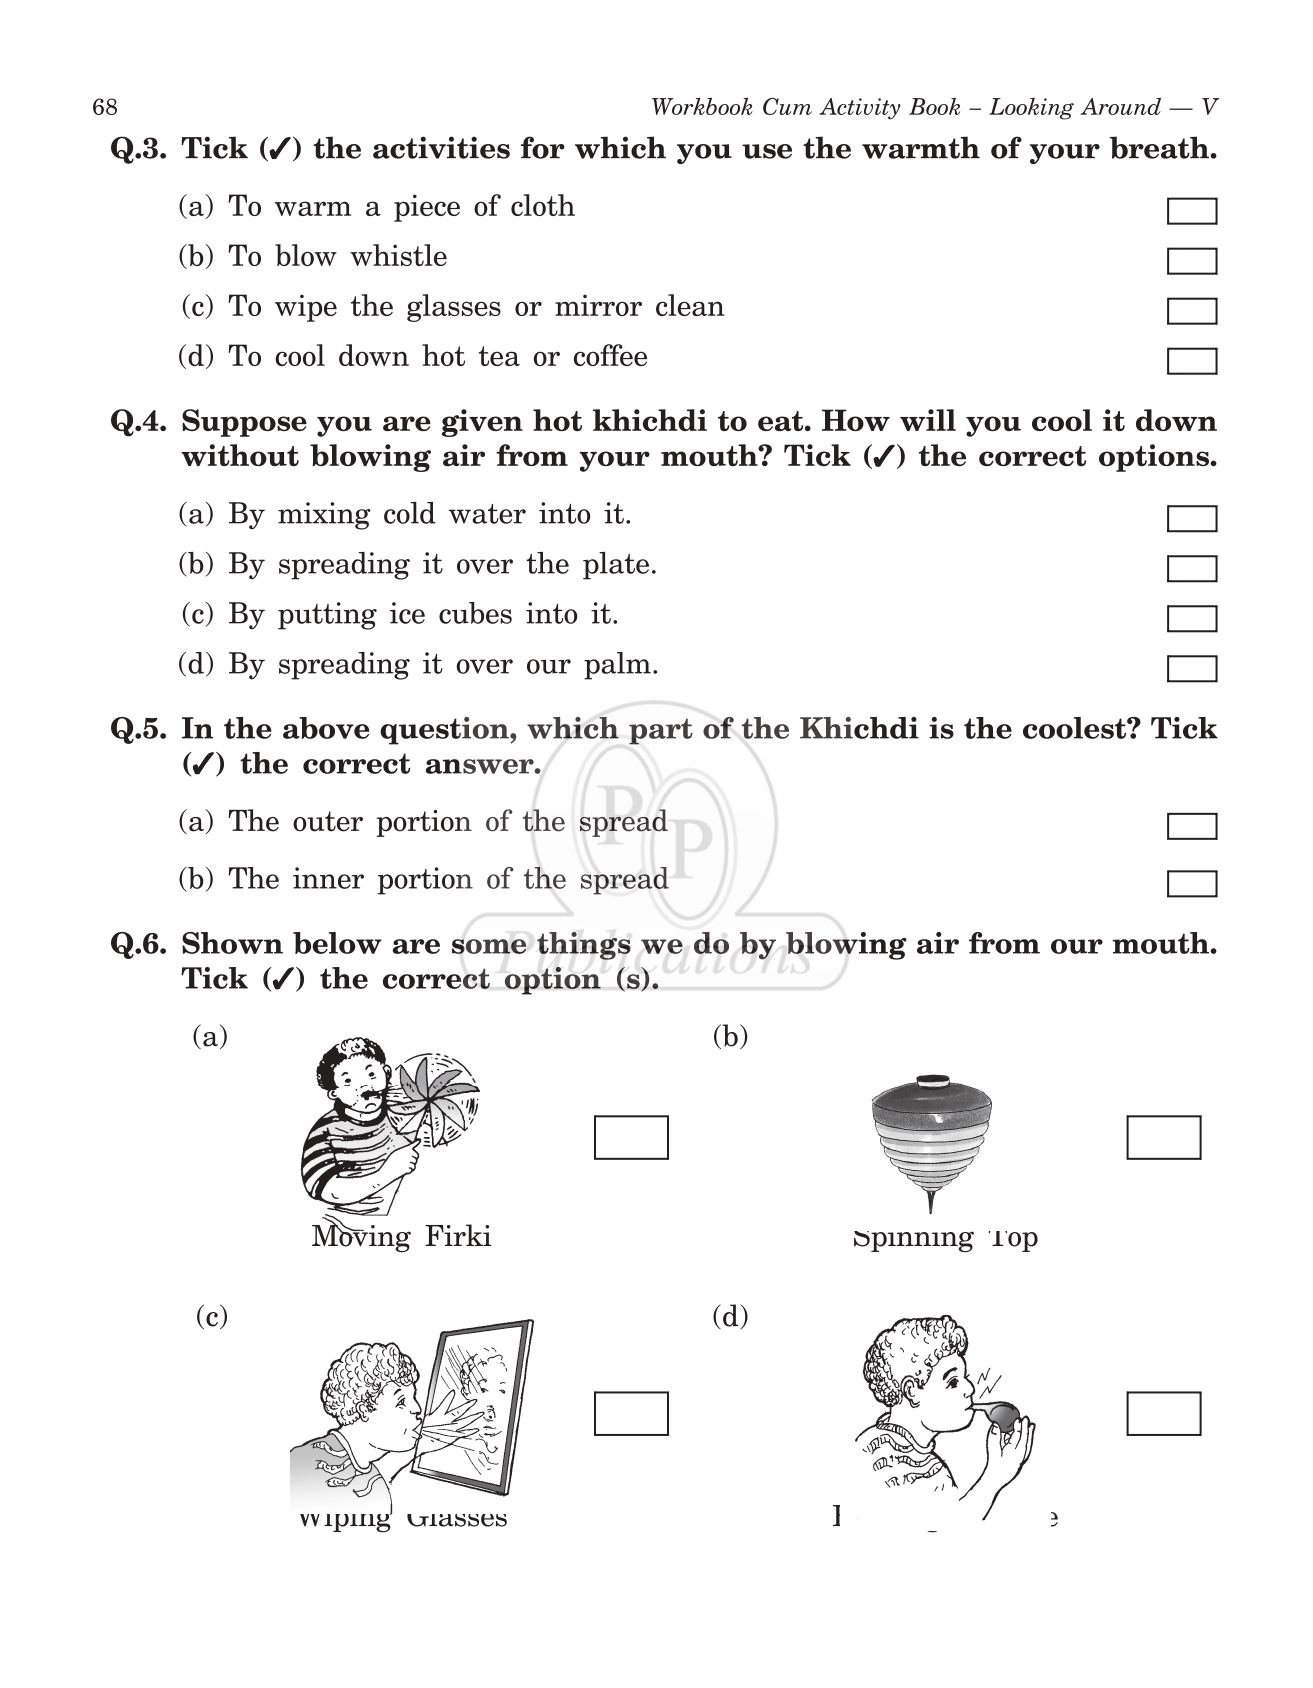 68
Workbook Cum Activity Book – Looking Around — V
Q.3. Tick (✓) the activities for which you use the warmth of your breath.
(a) To warm a piece of cloth
(b) To blow whistle
(c) To wipe the glasses or mirror clean
(d) To cool down hot tea or coffee
Q.4. Suppose you are given hot khichdi to eat. How will you cool it down
without blowing air from your mouth? Tick (✓) the correct options.
(a) By mixing cold water into it.
(b) By spreading it over the plate.
(c) By putting ice cubes into it.
(d) By spreading it over our palm.
Q.5. In the above question, which part of the Khichdi is the coolest? Tick
(✓) the correct answer.
(a) The outer portion of the spread
(b) The inner portion of the spread
PP
Publications
Q.6. Shown below are some things we do by blowing air from our mouth.
Tick (✓) the correct option (s).
(a)
(b)
Moving Firki
Spinning Top
(c)
(d)
Wiping Glasses